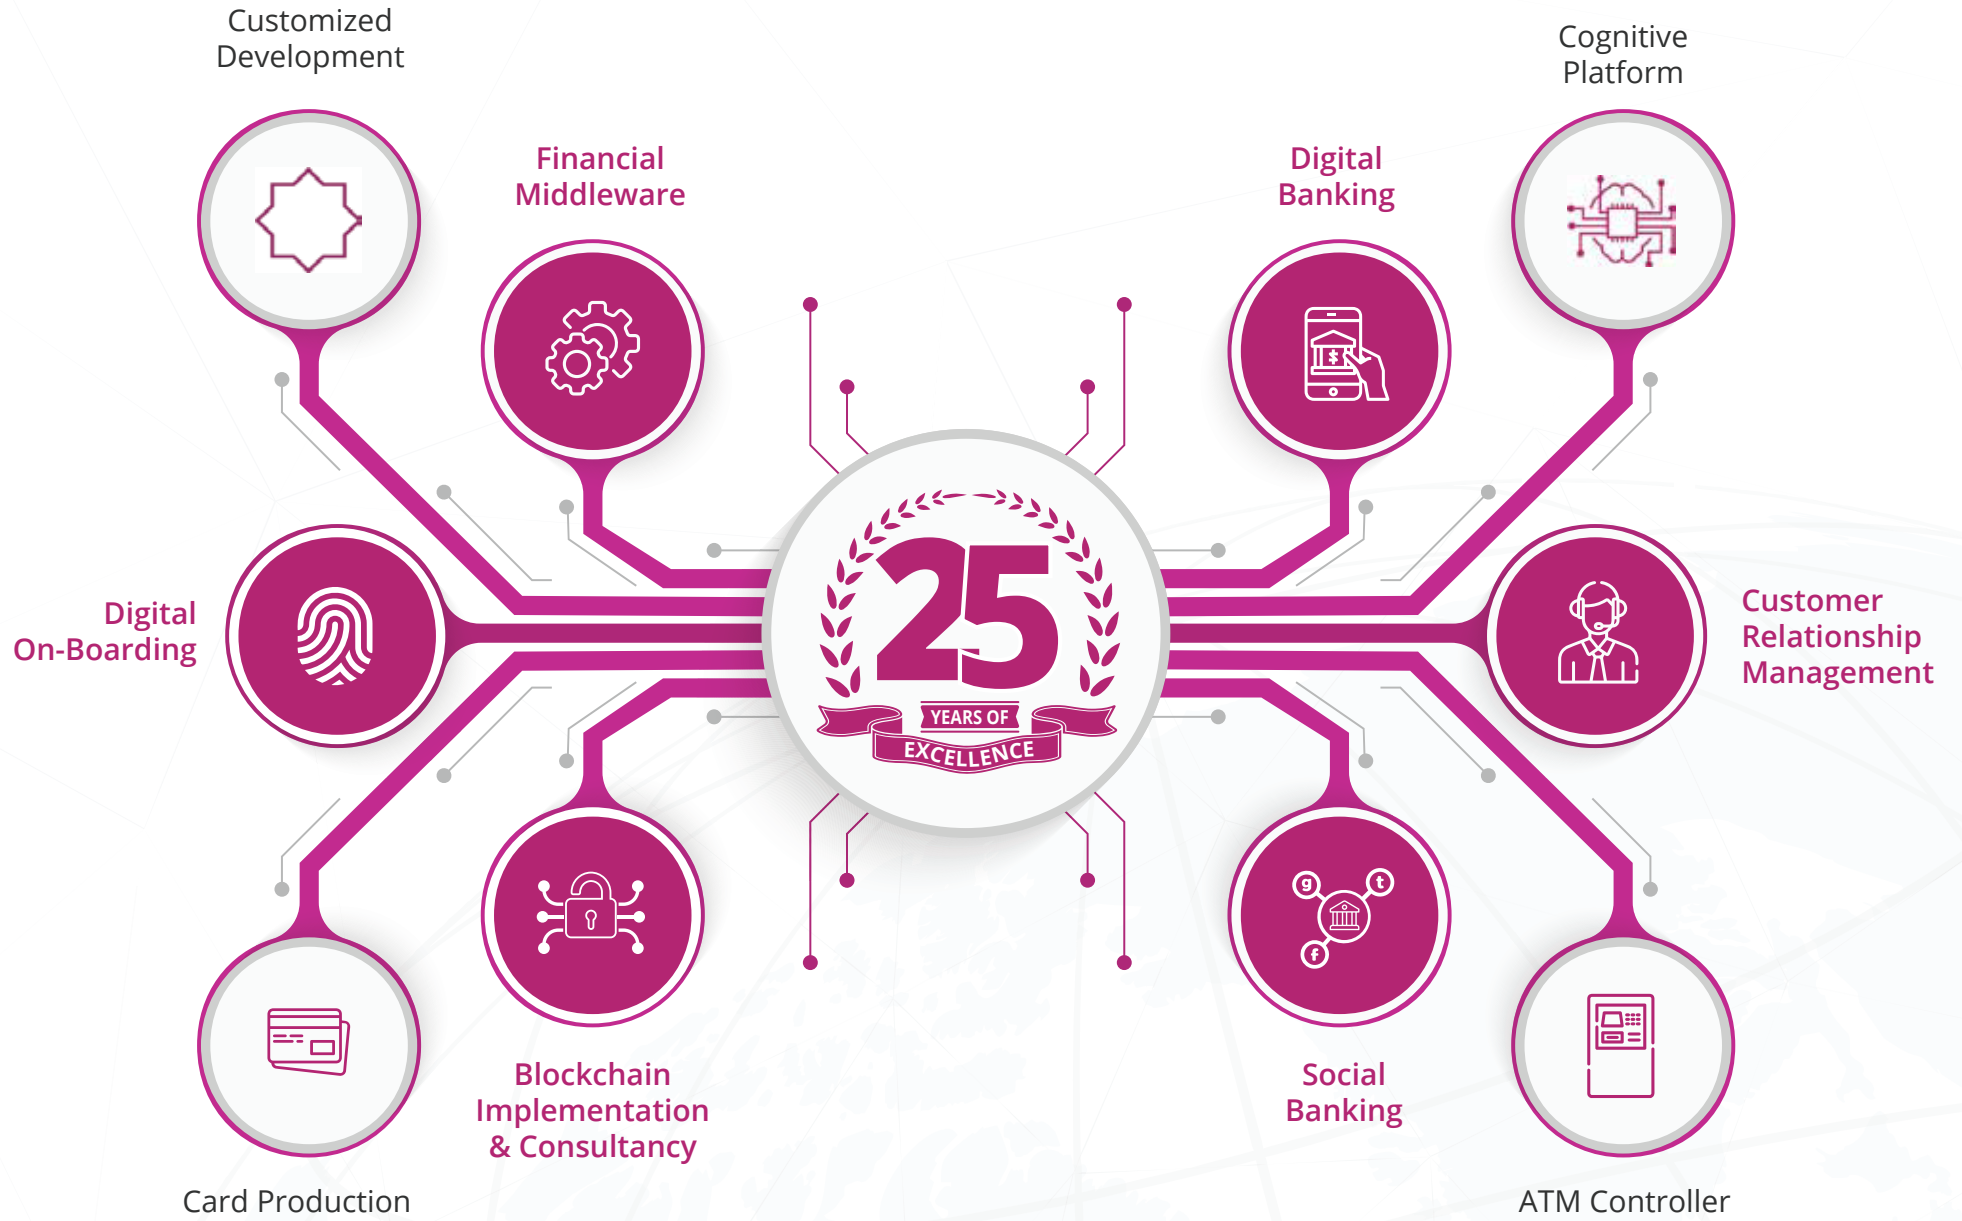 Customized
Development
Cognitive
Platform
Financial
Middleware
Digital
Banking
25
YEARS OF
EXCELLENCE
Digital
On-Boarding
Customer
Relationship
Management
$
g
t
f
Blockchain
Implementation
& Consultancy
Social
Banking
Card Production
ATM Controller